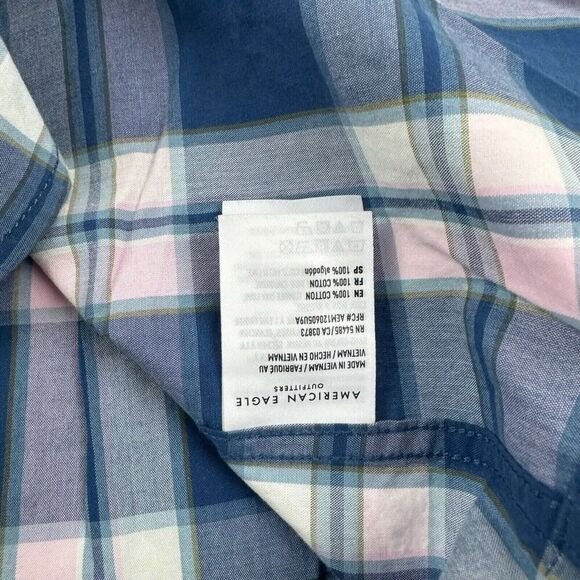 AMERICAN EAGLE
OUTFITTERS
MADE IN VIETNAM / FABRIQUÉ AU
VIETNAM / HECHO EN VIETNAM
RN 54485/CA 03873
RFC# AEM120605U9A
EN 100% COTTON
FR 100% COTON
SP 100% algodón